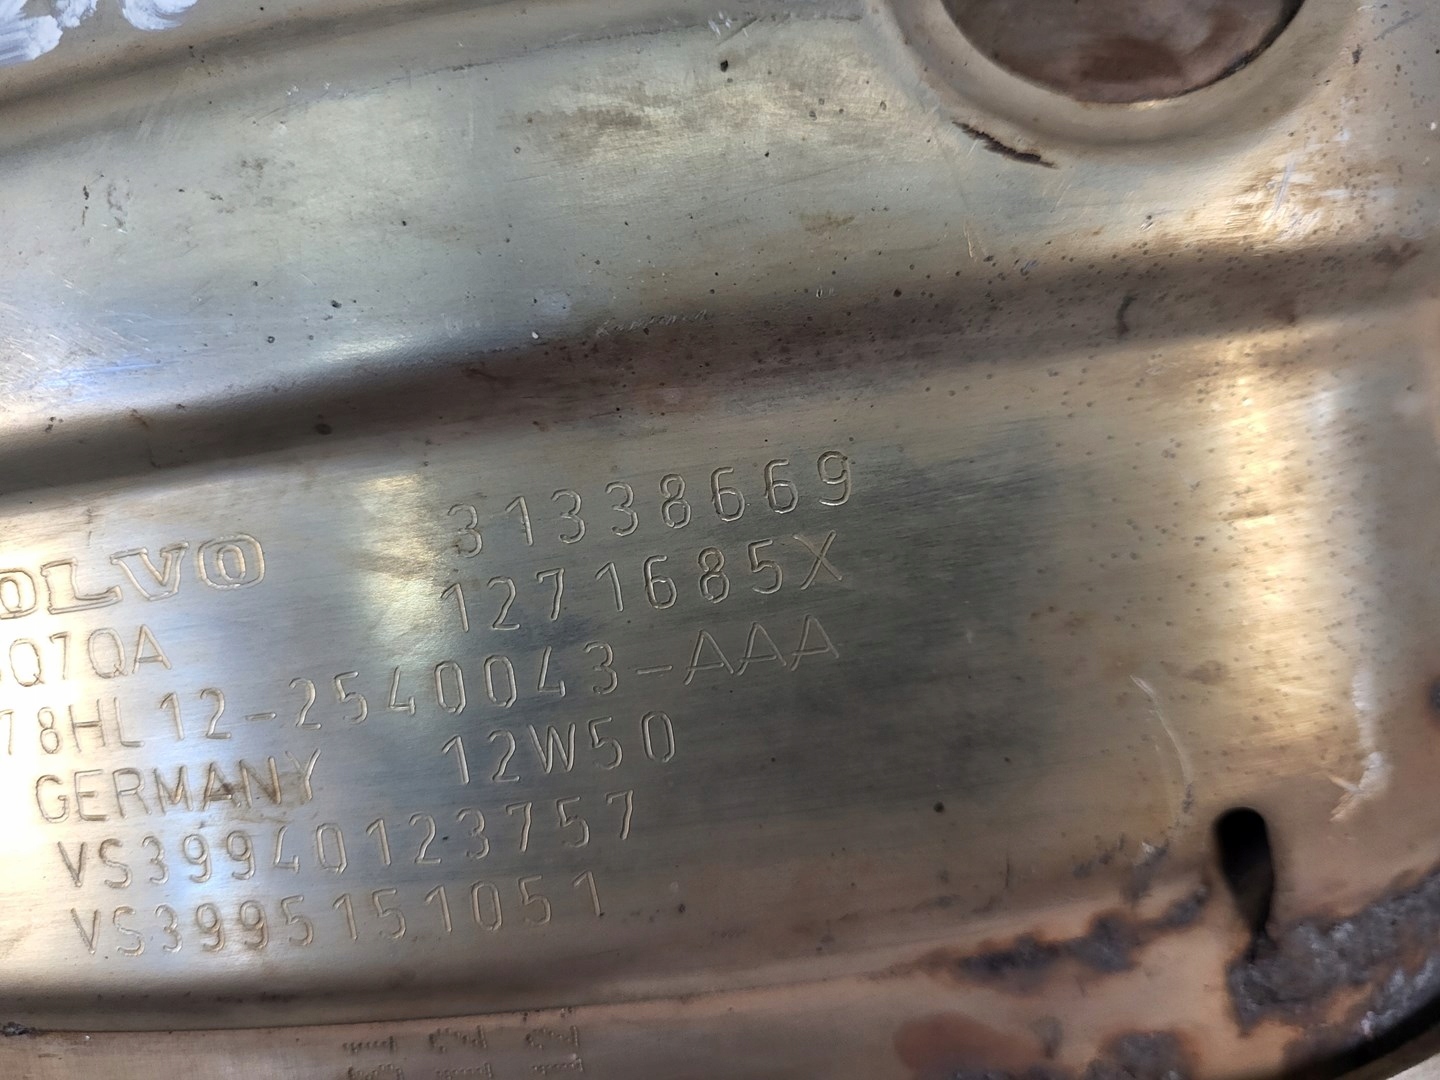 OLVO 31338669
1271685X
Q7QA
78HL12-2540043-AAA
GERMANY 12W50
VS39940123757
VS3995151051